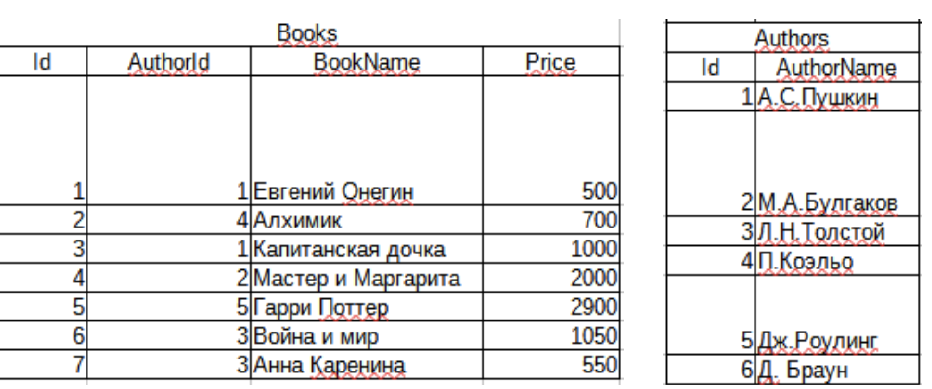 Books
Id AuthorId BookName Price
1 1 Евгений Онегин 500
2 4 Алхимик 700
3 1 Капитанская дочка 1000
4 2 Мастер и Маргарита 2000
5 5 Гарри Поттер 2900
6 3 Война и мир 1050
7 3 Анна Каренина 550
Authors
Id AuthorName
1 А.С.Пушкин
2 М.А.Булгаков
3 Л.Н.Толстой
4 П.Коэльо
5 Дж.Роулинг
6 Д. Браун